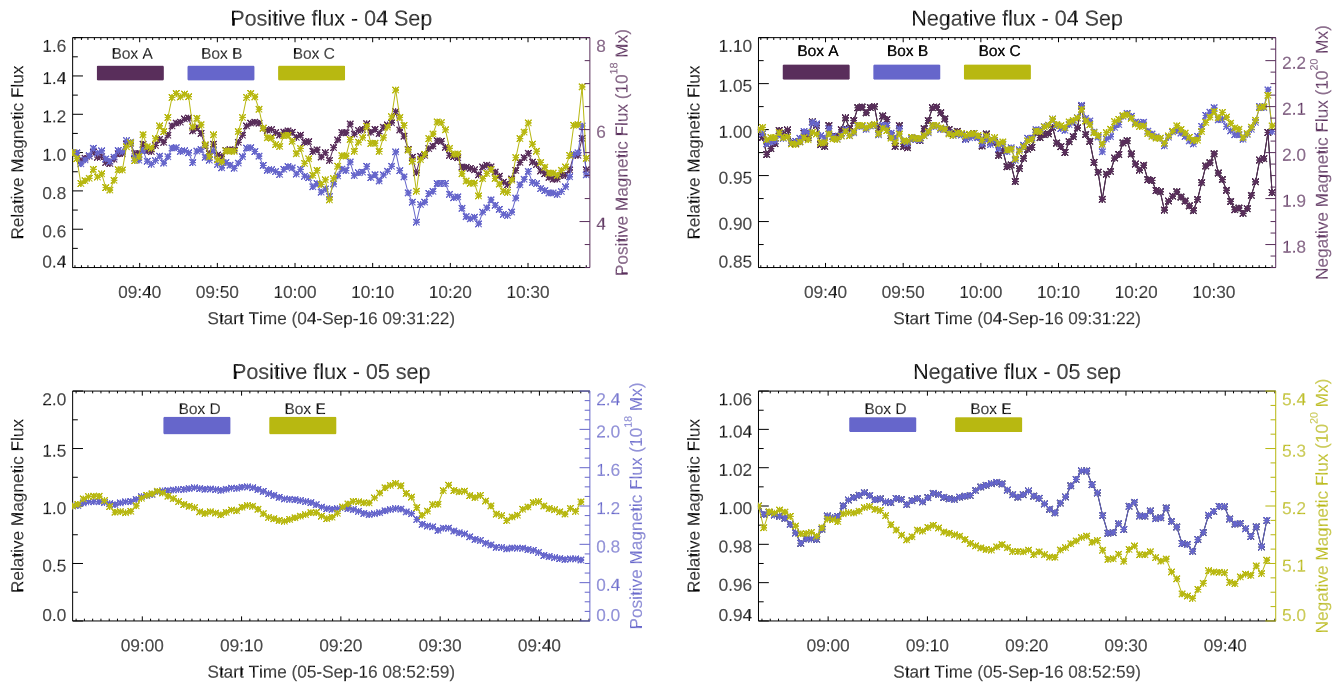 Positive flux - 04 Sep
Box A Box B Box C
Relative Magnetic Flux
1.6
1.4
1.2
1.0
0.8
0.6
0.4
8
6
4
Positive Magnetic Flux (10^18 Mx)
09:40 09:50 10:00 10:10 10:20 10:30
Start Time (04-Sep-16 09:31:22)
Negative flux - 04 Sep
Box A Box B Box C
Relative Magnetic Flux
1.10
1.05
1.00
0.95
0.90
0.85
2.2
2.1
2.0
1.9
1.8
Negative Magnetic Flux (10^20 Mx)
09:40 09:50 10:00 10:10 10:20 10:30
Start Time (04-Sep-16 09:31:22)
Positive flux - 05 sep
Box D Box E
Relative Magnetic Flux
2.0
1.5
1.0
0.5
0.0
2.4
2.0
1.6
1.2
0.8
0.4
0.0
Positive Magnetic Flux (10^18 Mx)
09:00 09:10 09:20 09:30 09:40
Start Time (05-Sep-16 08:52:59)
Negative flux - 05 sep
Box D Box E
Relative Magnetic Flux
1.06
1.04
1.02
1.00
0.98
0.96
0.94
5.4
5.3
5.2
5.1
5.0
Negative Magnetic Flux (10^20 Mx)
09:00 09:10 09:20 09:30 09:40
Start Time (05-Sep-16 08:52:59)